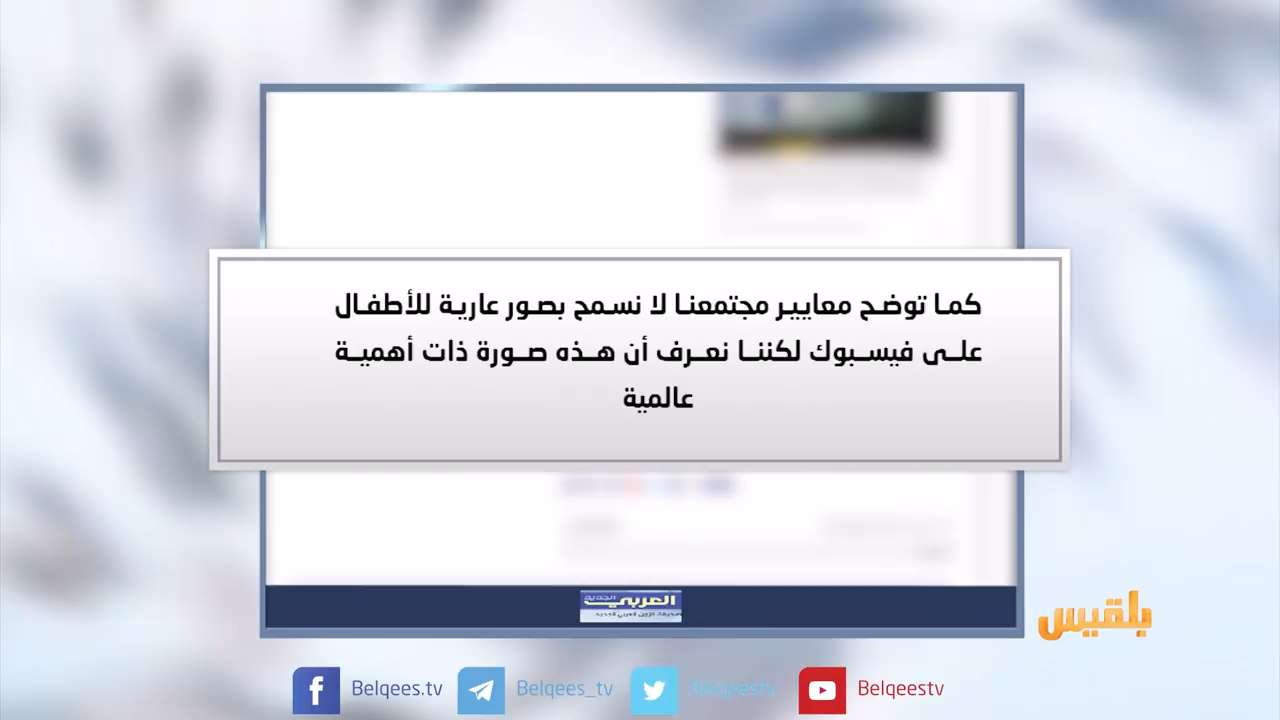 كما توضح معايير مجتمعنا لا نسمح بصور عارية للأطفال
على فيسبوك لكننا نعرف أن هذه صورة ذات أهمية
عالمية
العربي الجديد
بلقيس
Belqees.tv
Belqees_tv
Belqeestv
Belqeestv